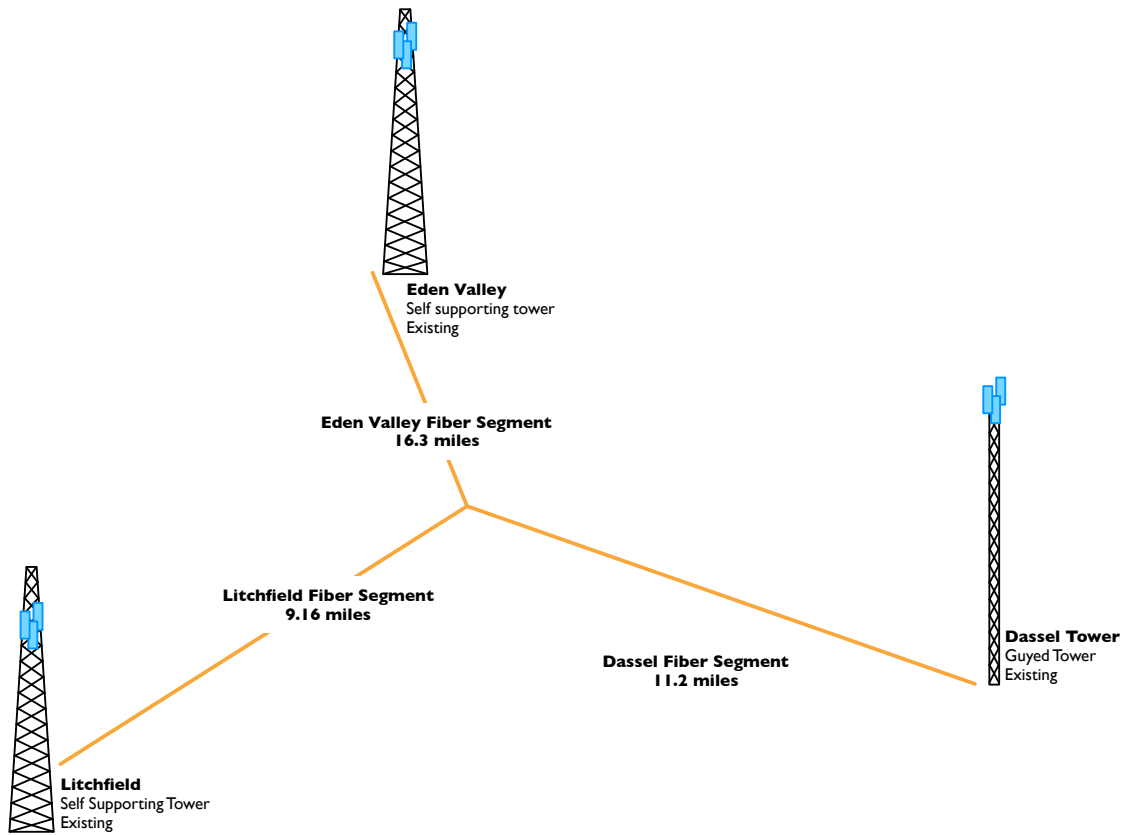 Eden Valley
Self supporting tower
Existing
Eden Valley Fiber Segment
16.3 miles
Litchfield Fiber Segment
9.16 miles
Dassel Tower
Guyed Tower
Existing
Dassel Fiber Segment
11.2 miles
Litchfield
Self Supporting Tower
Existing